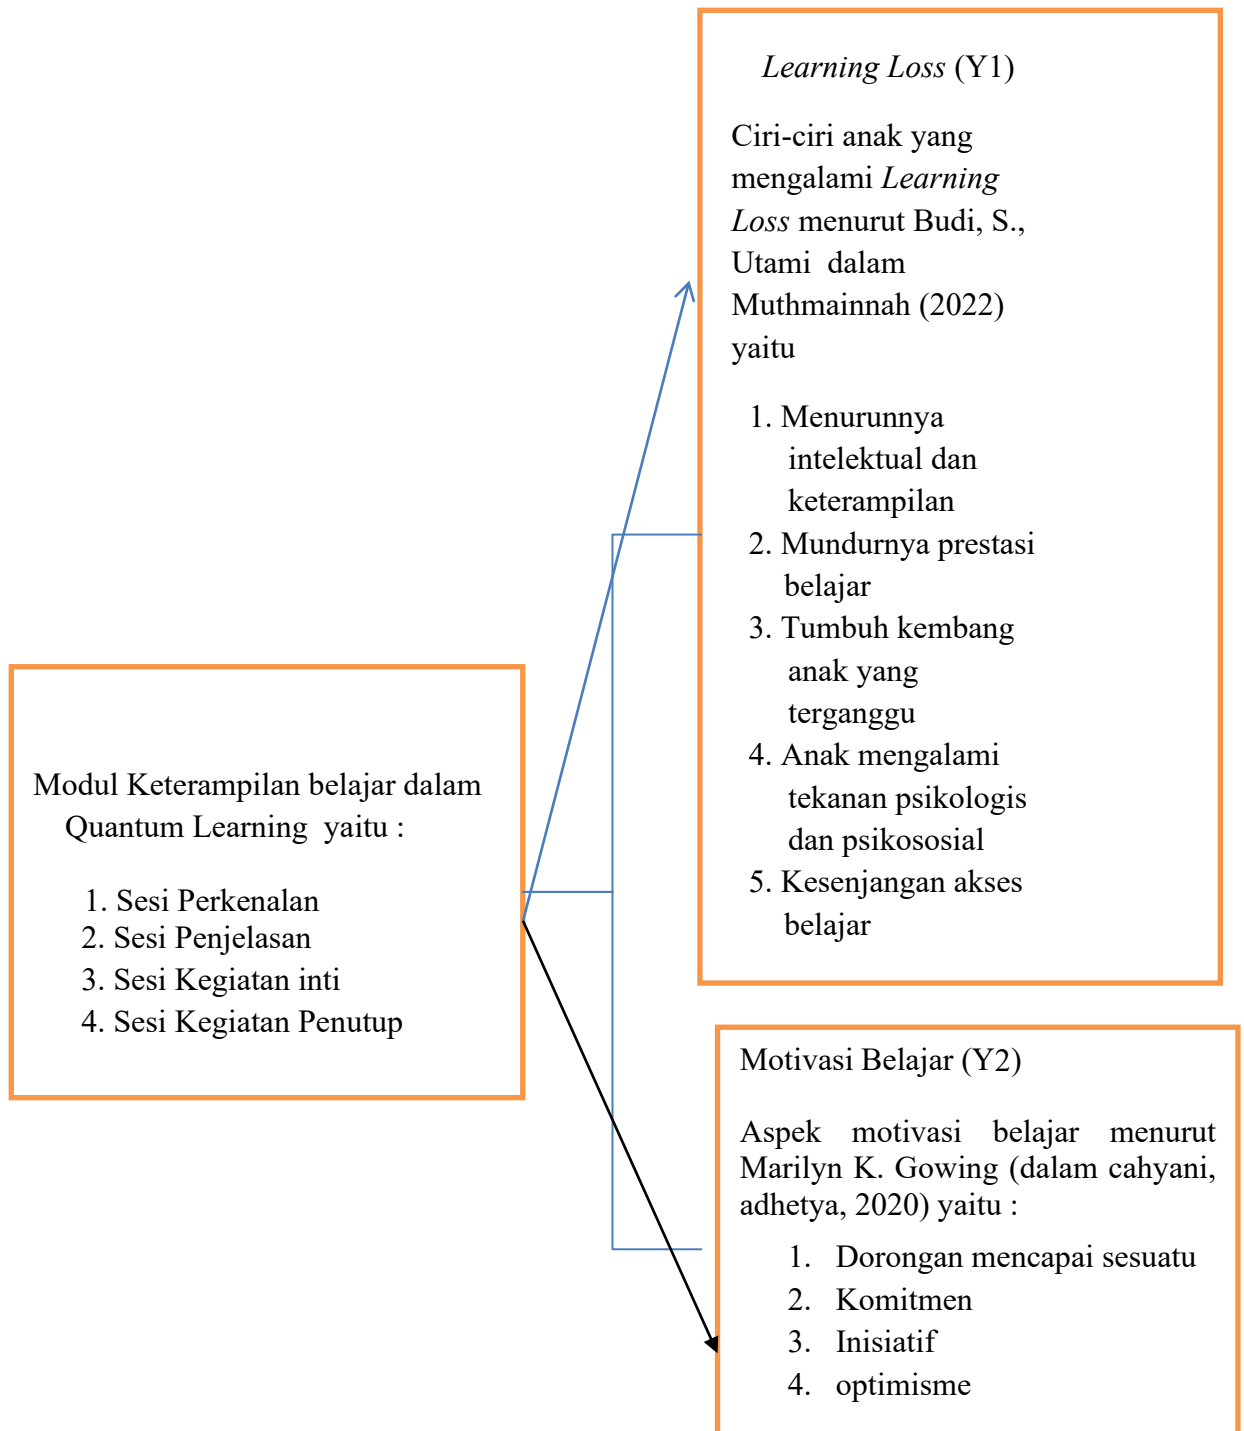 Learning Loss (Y1)
Ciri-ciri anak yang
mengalami Learning
Loss menurut Budi, S.,
Utami dalam
Muthmainnah (2022)
yaitu
1. Menurunnya
intelektual dan
keterampilan
2. Mundurnya prestasi
belajar
3. Tumbuh kembang
anak yang
terganggu
4. Anak mengalami
tekanan psikologis
dan psikososial
5. Kesenjangan akses
belajar
Modul Keterampilan belajar dalam
Quantum Learning yaitu :
1. Sesi Perkenalan
2. Sesi Penjelasan
3. Sesi Kegiatan inti
4. Sesi Kegiatan Penutup
Motivasi Belajar (Y2)
Aspek motivasi belajar menurut
Marilyn K. Gowing (dalam cahyani,
adhetya, 2020) yaitu :
1. Dorongan mencapai sesuatu
2. Komitmen
3. Inisiatif
4. optimisme